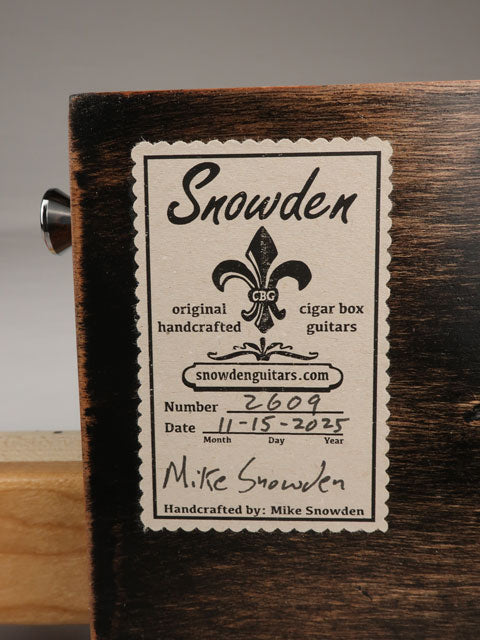 Snowden
CBG
original cigar box
handcrafted guitars
snowdenguitars.com
Number 2609
Date 11-15-2025
Month Day Year
Mike Snowden
Handcrafted by: Mike Snowden